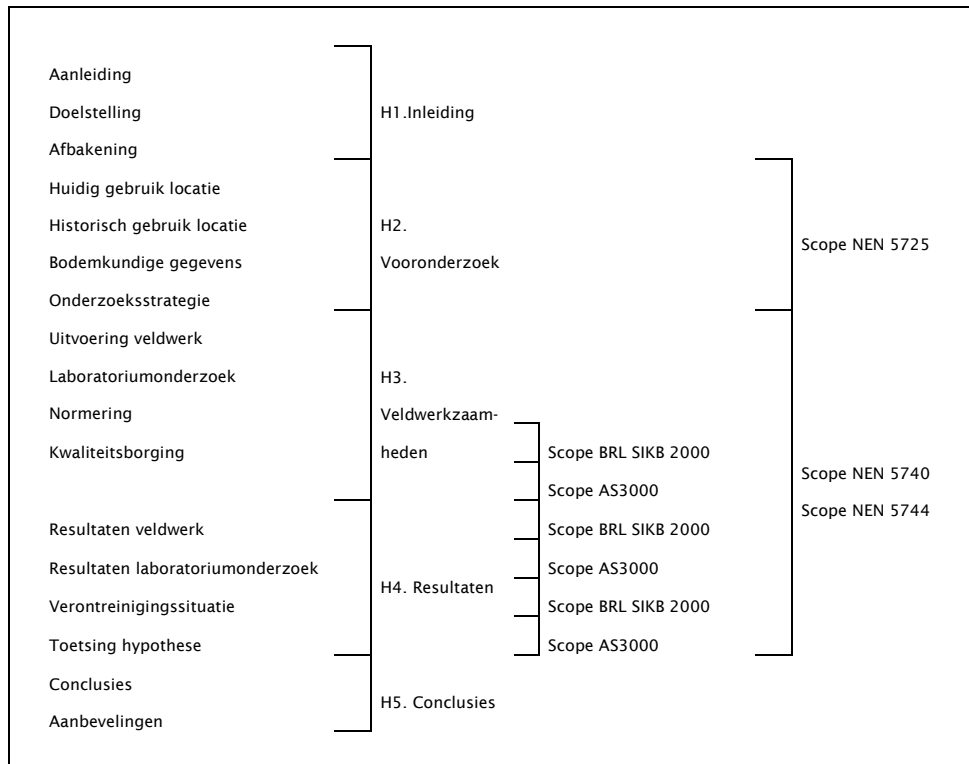 Aanleiding
Doelstelling
H1.Inleiding
Afbakening
Huidig gebruik locatie
Historisch gebruik locatie
H2.
Scope NEN 5725
Bodemkundige gegevens
Vooronderzoek
Onderzoeksstrategie
Uitvoering veldwerk
Laboratoriumonderzoek
H3.
Normering
Veldwerkzaam-
Kwaliteitsborging
heden
Scope BRL SIKB 2000
Scope NEN 5740
Scope AS3000
Scope NEN 5744
Resultaten veldwerk
Scope BRL SIKB 2000
Resultaten laboratoriumonderzoek
Scope AS3000
H4. Resultaten
Verontreinigingssituatie
Scope BRL SIKB 2000
Toetsing hypothese
Scope AS3000
Conclusies
H5. Conclusies
Aanbevelingen